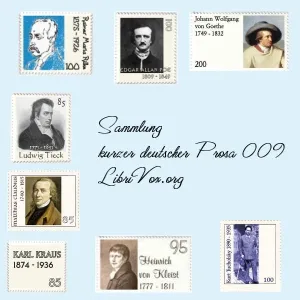 Rainer Maria Rilke
1875 - 1926
100
100
EDGAR ALLAN POE
1809 - 1849
Johann Wolfgang
von Goethe
1749 - 1832
200
85
1773 - 1853
Ludwig Tieck
Sammlung
kurzer deutscher Prosa 009
LibriVox.org
matthias claudius
1740 - 1815
85
KARL KRAUS
1874 - 1936
85
95
Heinrich
von Kleist
1777 - 1811
Kurt Tucholsky 1890 - 1935
100